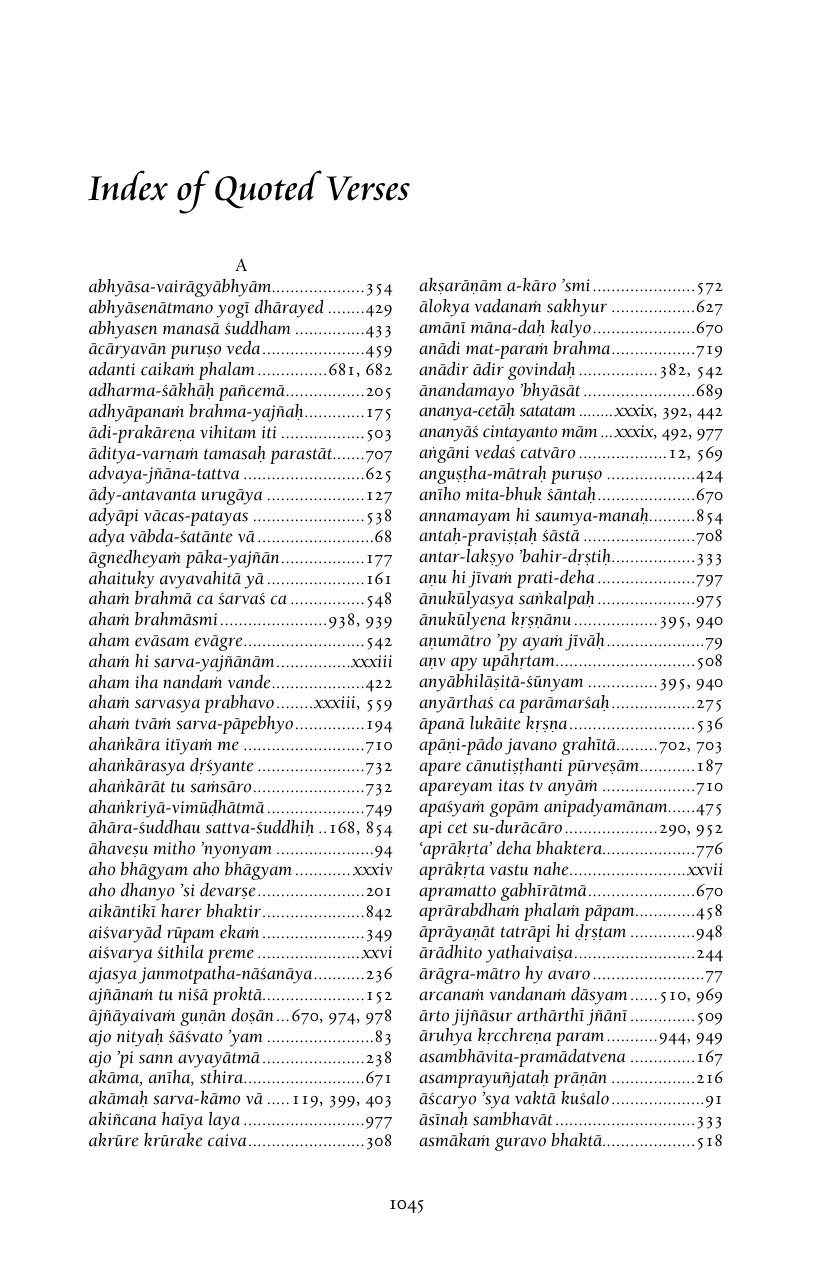 Index of Quoted Verses
A
abhyāsa-vairāgyābhyām....................354
abhyāsenātmano yogī dhārayed ........429
abhyasen manasā śuddham ...............433
ācāryavān puruṣo veda......................459
adanti caikaṁ phalam ...............681, 682
adharma-śākhāḥ pañcemā.................205
adhyāpanaṁ brahma-yajñaḥ.............175
ādi-prakāreṇa vihitam iti ..................503
āditya-varṇaṁ tamasaḥ parastāt.......707
advaya-jñāna-tattva ..........................625
ādy-antavanta urugāya .....................127
adyāpi vācas-patayas ........................538
adya vābda-śatānte vā.........................68
āgnedheyaṁ pāka-yajñān..................177
ahaituky avyavahitā yā .....................161
ahaṁ brahmā ca śarvaś ca ................548
ahaṁ brahmāsmi.......................938, 939
aham evāsam evāgre..........................542
ahaṁ hi sarva-yajñānām................xxxiii
aham iha nandaṁ vande....................422
ahaṁ sarvasya prabhavo........xxxiii, 559
ahaṁ tvāṁ sarva-pāpebhyo...............194
ahaṅkāra itīyaṁ me ..........................710
ahaṅkārasya dṛśyante .......................732
ahaṅkārāt tu saṁsāro........................732
ahaṅkriyā-vimūḍhātmā.....................749
āhāra-śuddhau sattva-śuddhiḥ ..168, 854
āhaveṣu mitho 'nyonyam .....................94
aho bhāgyam aho bhāgyam ............xxxiv
aho dhanyo 'si devarṣe.......................201
aikāntikī harer bhaktir......................842
aiśvaryād rūpam ekaṁ ......................349
aiśvarya śithila preme .......................xxvi
ajasya janmotpatha-nāśanāya...........236
ajñānaṁ tu niśā proktā......................152
ājñāyaivaṁ guṇān doṣān...670, 974, 978
ajo nityaḥ śāśvato 'yam .......................83
ajo 'pi sann avyayātmā......................238
akāma, anīha, sthira..........................671
akāmaḥ sarva-kāmo vā .....119, 399, 403
akiñcana haīya laya ..........................977
akrūre krūrake caiva.........................308
akṣarāṇām a-kāro 'smi......................572
ālokya vadanaṁ sakhyur ..................627
amānī māna-daḥ kalyo......................670
anādi mat-paraṁ brahma..................719
anādir ādir govindaḥ .................382, 542
ānandamayo 'bhyāsāt ........................689
ananya-cetāḥ satatam ........xxxix, 392, 442
ananyāś cintayanto mām ...xxxix, 492, 977
aṅgāni vedaś catvāro ...................12, 569
anguṣṭha-mātraḥ puruṣo ...................424
anīho mita-bhuk śāntaḥ.....................670
annamayam hi saumya-manaḥ..........854
antaḥ-praviṣṭaḥ śāstā .........................708
antar-lakṣyo 'bahir-dṛṣtiḥ..................333
aṇu hi jīvaṁ prati-deha.....................797
ānukūlyasya saṅkalpaḥ .....................975
ānukūlyena kṛṣṇānu..................395, 940
aṇumātro 'py ayaṁ jīvāḥ.....................79
aṇv apy upāhṛtam..............................508
anyābhilāṣitā-śūnyam ...............395, 940
anyārthaś ca parāmarśaḥ..................275
āpanā lukāite kṛṣṇa...........................536
apāṇi-pādo javano grahītā.........702, 703
apare cānutiṣṭhanti pūrveṣām............187
apareyam itas tv anyāṁ ....................710
apaśyaṁ gopām anipadyamānam......475
api cet su-durācāro....................290, 952
'aprākṛta' deha bhaktera...................776
aprākṛta vastu nahe.........................xxvii
apramatto gabhīrātmā.......................670
aprārabdhaṁ phalaṁ pāpam.............458
āprāyaṇāt tatrāpi hi dṛṣṭam ..............948
ārādhito yathaivaiṣa..........................244
ārāgra-mātro hy avaro ........................77
arcanaṁ vandanaṁ dāsyam ......510, 969
ārto jijñāsur arthārthī jñānī ..............509
āruhya kṛcchreṇa param ...........944, 949
asambhāvita-pramādatvena ..............167
asamprayuñjataḥ prāṇān ..................216
āścaryo 'sya vaktā kuśalo....................91
āsīnaḥ sambhavāt ..............................333
asmākaṁ guravo bhaktā....................518
1045